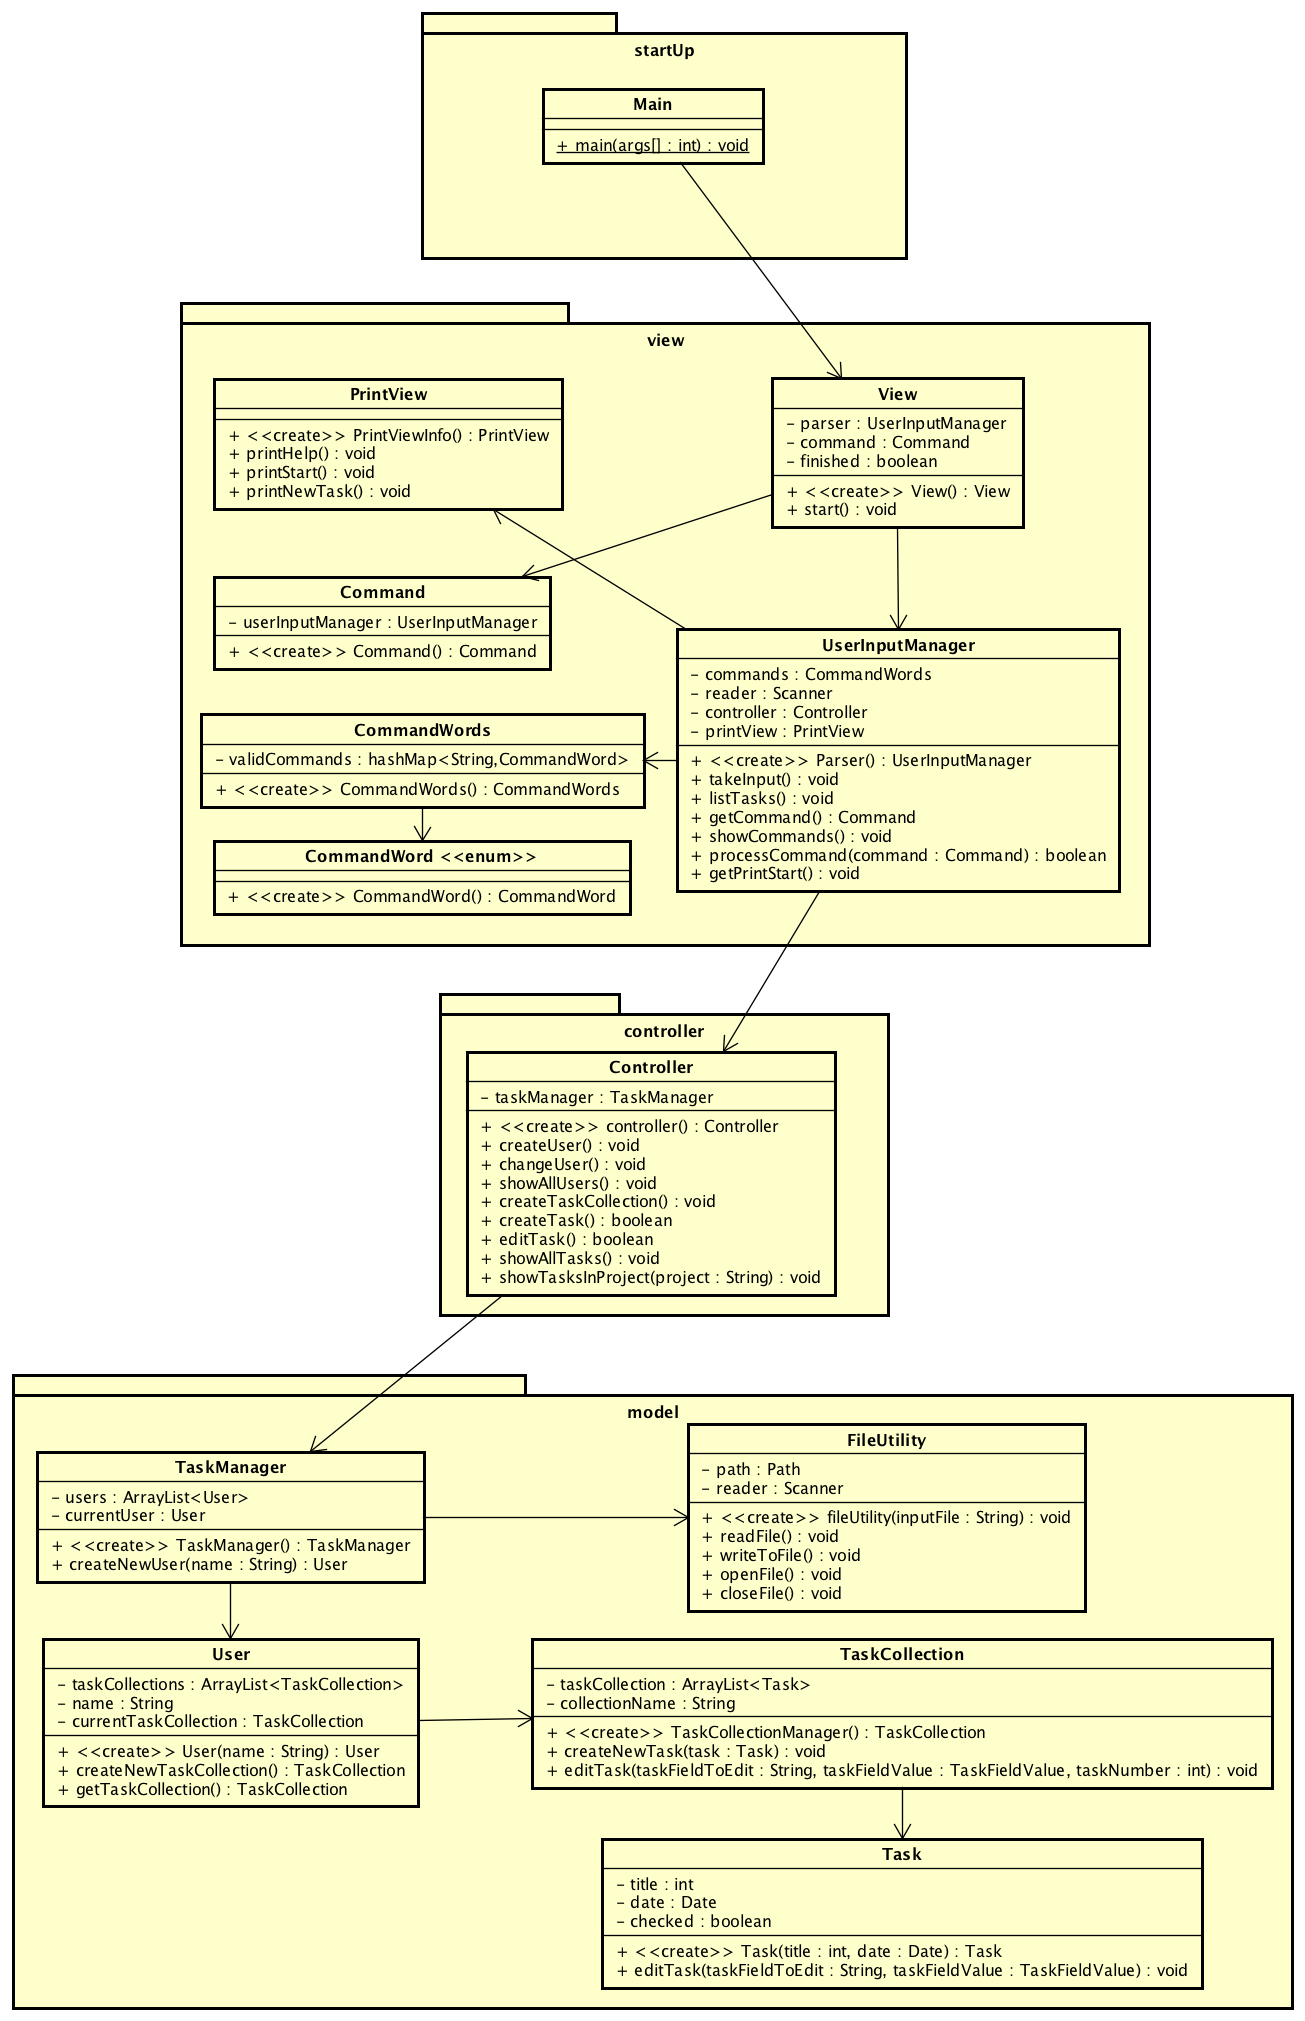 startUp
Main
+ main(args[] : int) : void
view
PrintView
+ <<create>> PrintViewInfo() : PrintView
+ printHelp() : void
+ printStart() : void
+ printNewTask() : void
View
- parser : UserInputManager
- command : Command
- finished : boolean
+ <<create>> View() : View
+ start() : void
Command
- userInputManager : UserInputManager
+ <<create>> Command() : Command
UserInputManager
- commands : CommandWords
- reader : Scanner
- controller : Controller
- printView : PrintView
+ <<create>> Parser() : UserInputManager
+ takeInput() : void
+ listTasks() : void
+ getCommand() : Command
+ showCommands() : void
+ processCommand(command : Command) : boolean
+ getPrintStart() : void
CommandWords
- validCommands : hashMap<String,CommandWord>
+ <<create>> CommandWords() : CommandWords
CommandWord <<enum>>
+ <<create>> CommandWord() : CommandWord
controller
Controller
- taskManager : TaskManager
+ <<create>> controller() : Controller
+ createUser() : void
+ changeUser() : void
+ showAllUsers() : void
+ createTaskCollection() : void
+ createTask() : boolean
+ editTask() : boolean
+ showAllTasks() : void
+ showTasksInProject(project : String) : void
model
TaskManager
- users : ArrayList<User>
- currentUser : User
+ <<create>> TaskManager() : TaskManager
+ createNewUser(name : String) : User
FileUtility
- path : Path
- reader : Scanner
+ <<create>> fileUtility(inputFile : String) : void
+ readFile() : void
+ writeToFile() : void
+ openFile() : void
+ closeFile() : void
User
- taskCollections : ArrayList<TaskCollection>
- name : String
- currentTaskCollection : TaskCollection
+ <<create>> User(name : String) : User
+ createNewTaskCollection() : TaskCollection
+ getTaskCollection() : TaskCollection
TaskCollection
- taskCollection : ArrayList<Task>
- collectionName : String
+ <<create>> TaskCollectionManager() : TaskCollection
+ createNewTask(task : Task) : void
+ editTask(taskFieldToEdit : String, taskFieldValue : TaskFieldValue, taskNumber : int) : void
Task
- title : int
- date : Date
- checked : boolean
+ <<create>> Task(title : int, date : Date) : Task
+ editTask(taskFieldToEdit : String, taskFieldValue : TaskFieldValue) : void